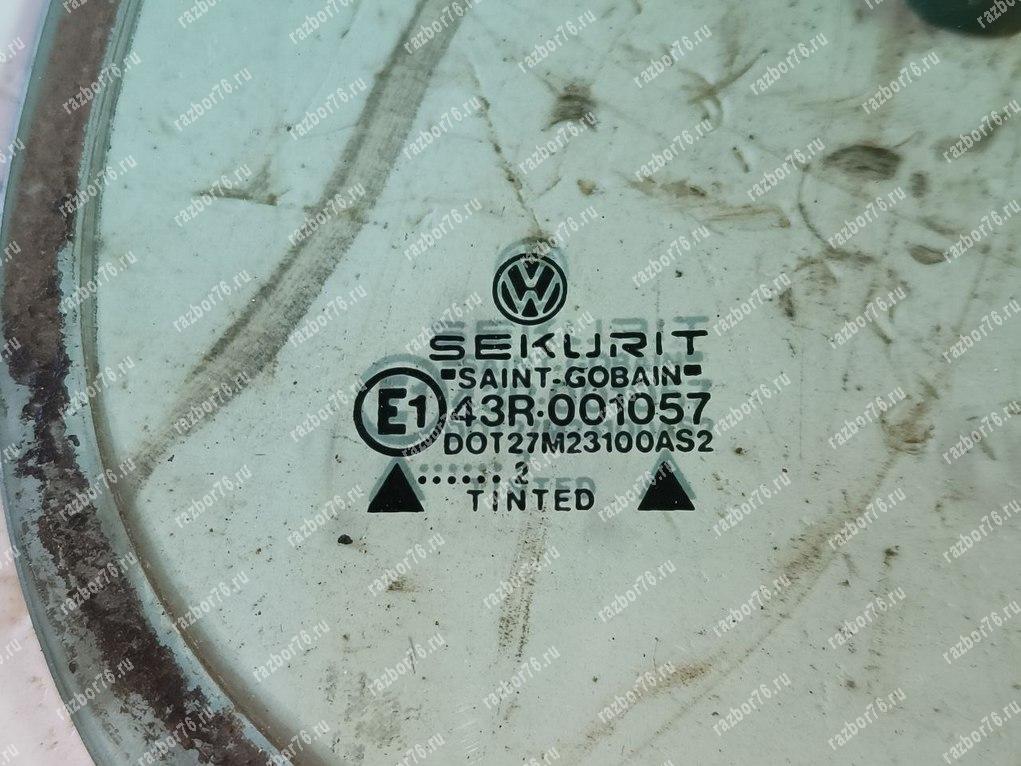 SEKURIT
"SAINT-GOBAIN"
E1 43R·001057
DOT27M23100AS2
......2
TINTED
razbor76.ru